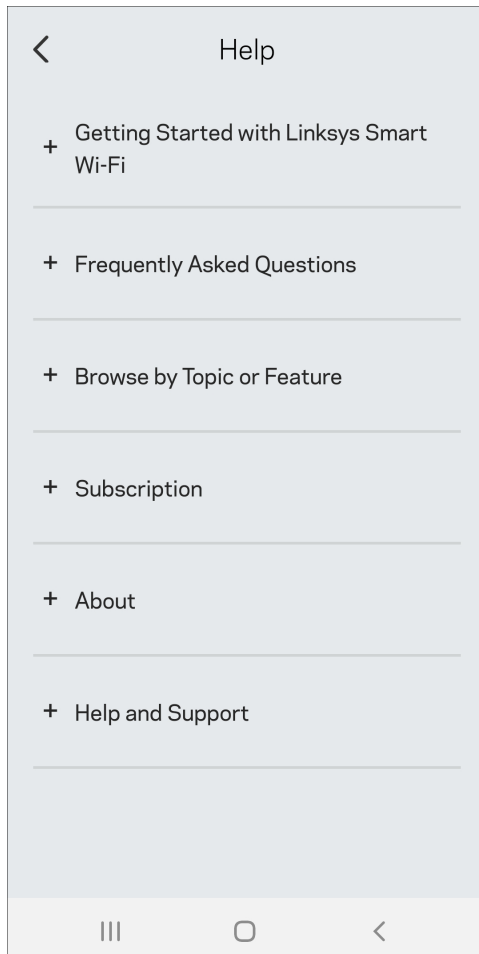 Help
Getting Started with Linksys Smart
Wi-Fi
Frequently Asked Questions
Browse by Topic or Feature
Subscription
About
Help and Support